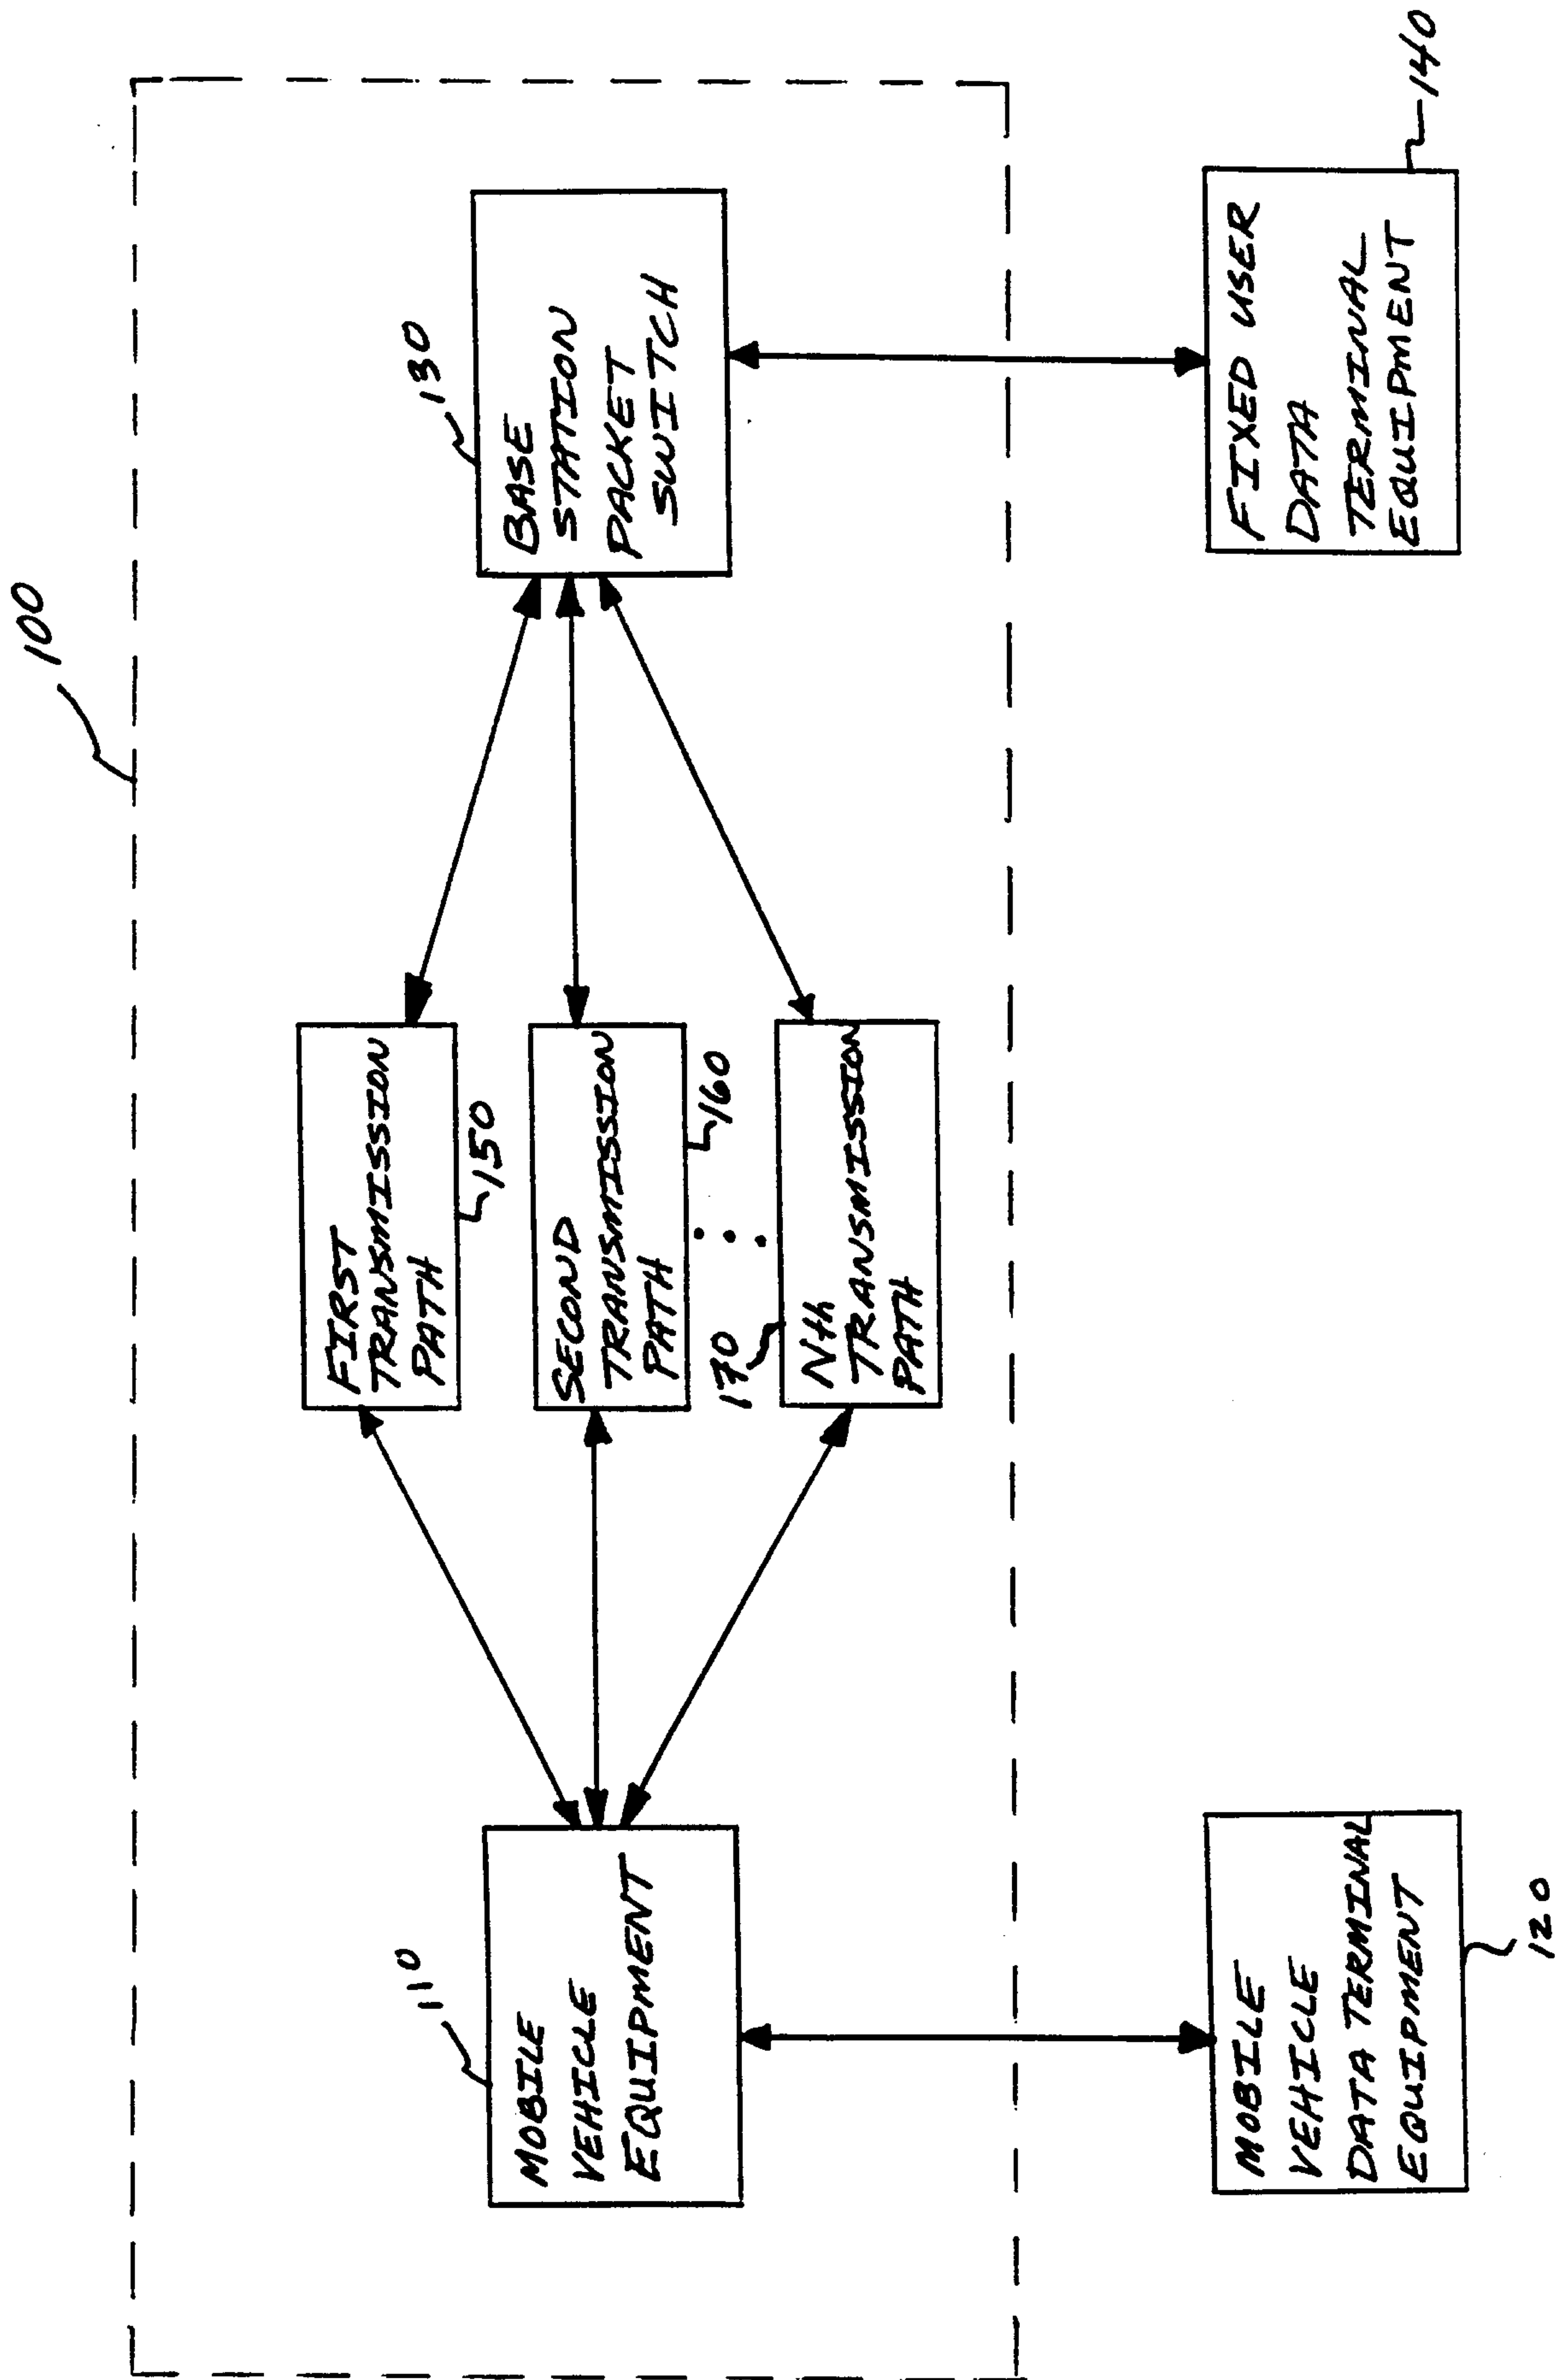 100
110
MOBILE
VEHICLE
EQUIPMENT
FIRST
TRANSMISSION
PATH
150
SECOND
TRANSMISSION
PATH
160
170
Nth
TRANSMISSION
PATH
130
BASE
STATION
PACKET
SWITCH
MOBILE
VEHICLE
DATA TERMINAL
EQUIPMENT
120
FIXED USER
DATA
TERMINAL
EQUIPMENT
140